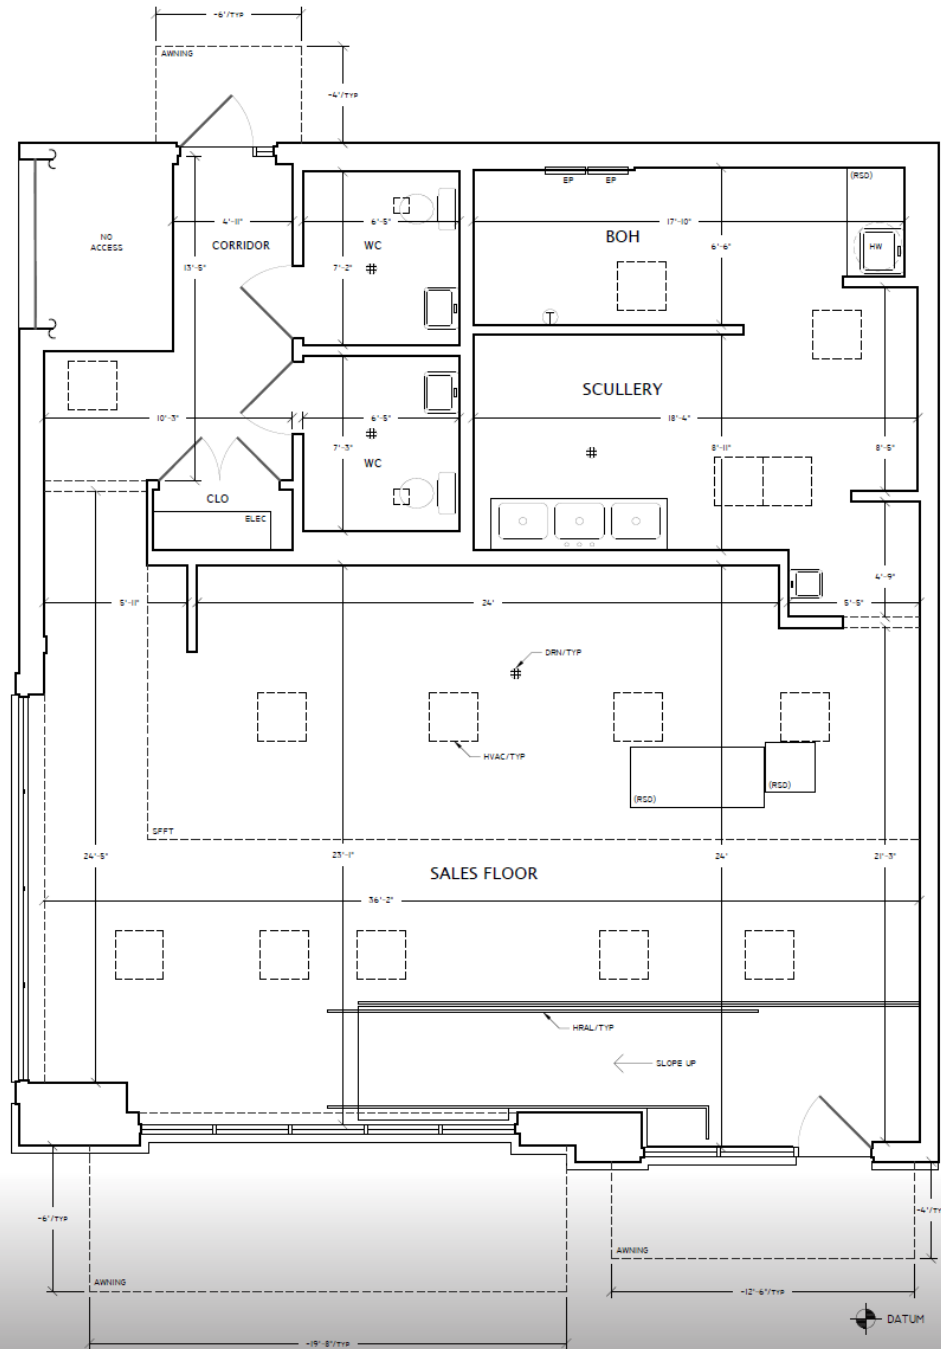 ~6'/TYP
AWNING
~4'/TYP
EP
EP
(RSD)
4'-11"
6'-5"
17'-10"
NO
ACCESS
CORRIDOR
WC
BOH
HW
13'-5"
7'-2"
6'-6"
T
SCULLERY
10'-3"
6'-5"
18'-4"
7'-3"
8'-11"
8'-5"
WC
CLO
ELEC
4'-9"
5'-11"
24'
5'-5"
DRN/TYP
HVAC/TYP
(RSD)
(RSD)
SFPT
24'-5"
23'-1"
24'
21'-3"
SALES FLOOR
36'-2"
HRAL/TYP
SLOPE UP
~6'/TYP
~4'/TY
AWNING
AWNING
~12'-6"/TYP
DATUM
~19'-8"/TYP